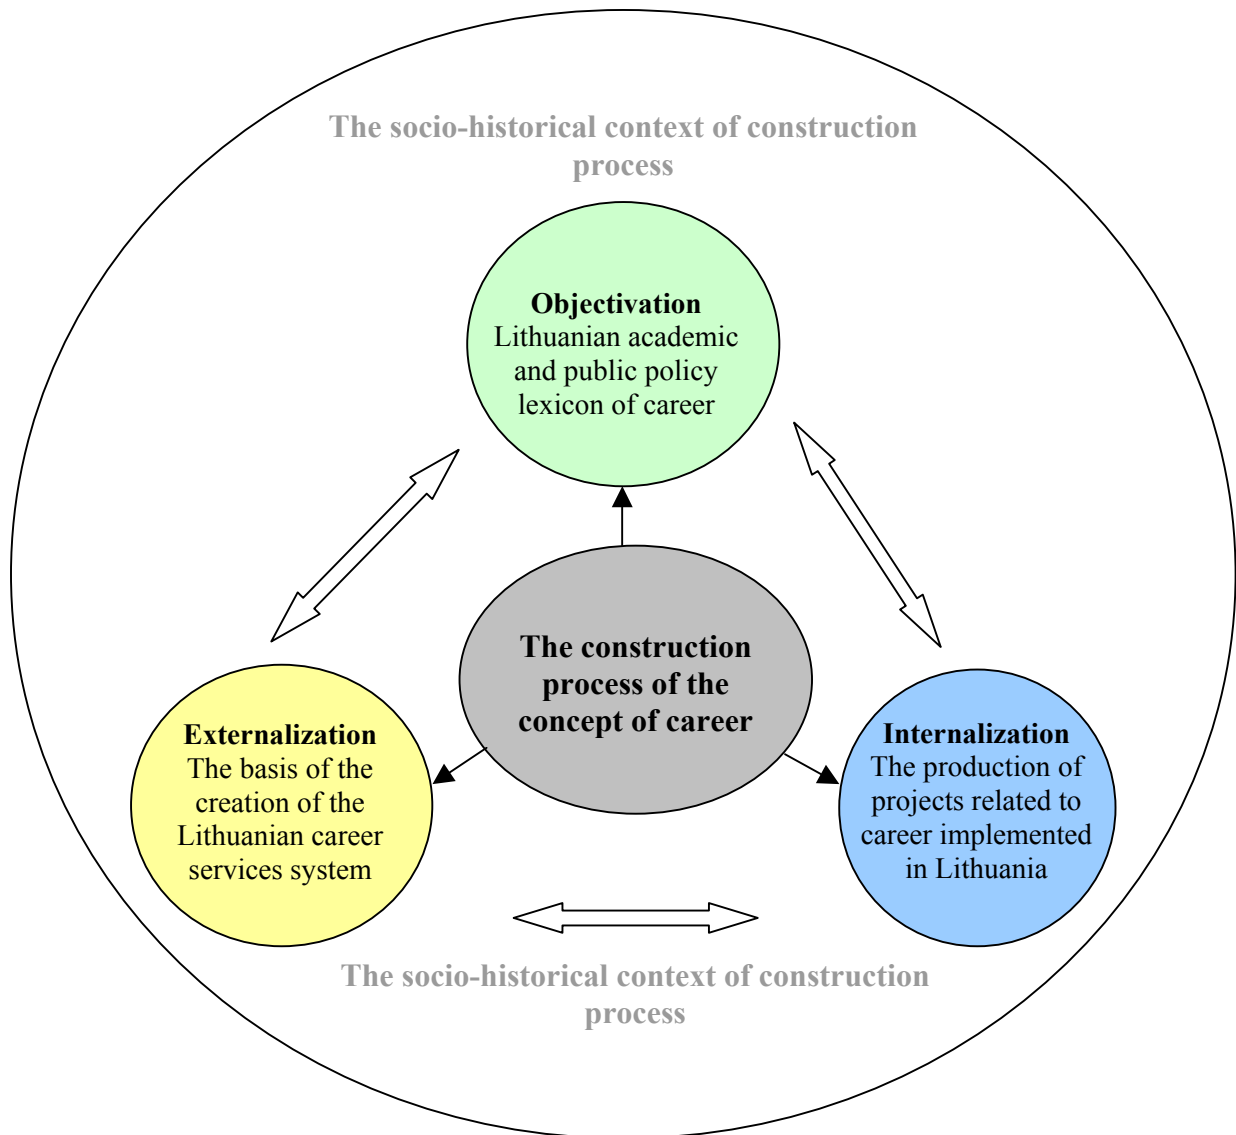 The socio-historical context of construction
process
Objectivation
Lithuanian academic
and public policy
lexicon of career
The construction
process of the
concept of career
Externalization
The basis of the
creation of the
Lithuanian career
services system
Internalization
The production of
projects related to
career implemented
in Lithuania
The socio-historical context of construction
process